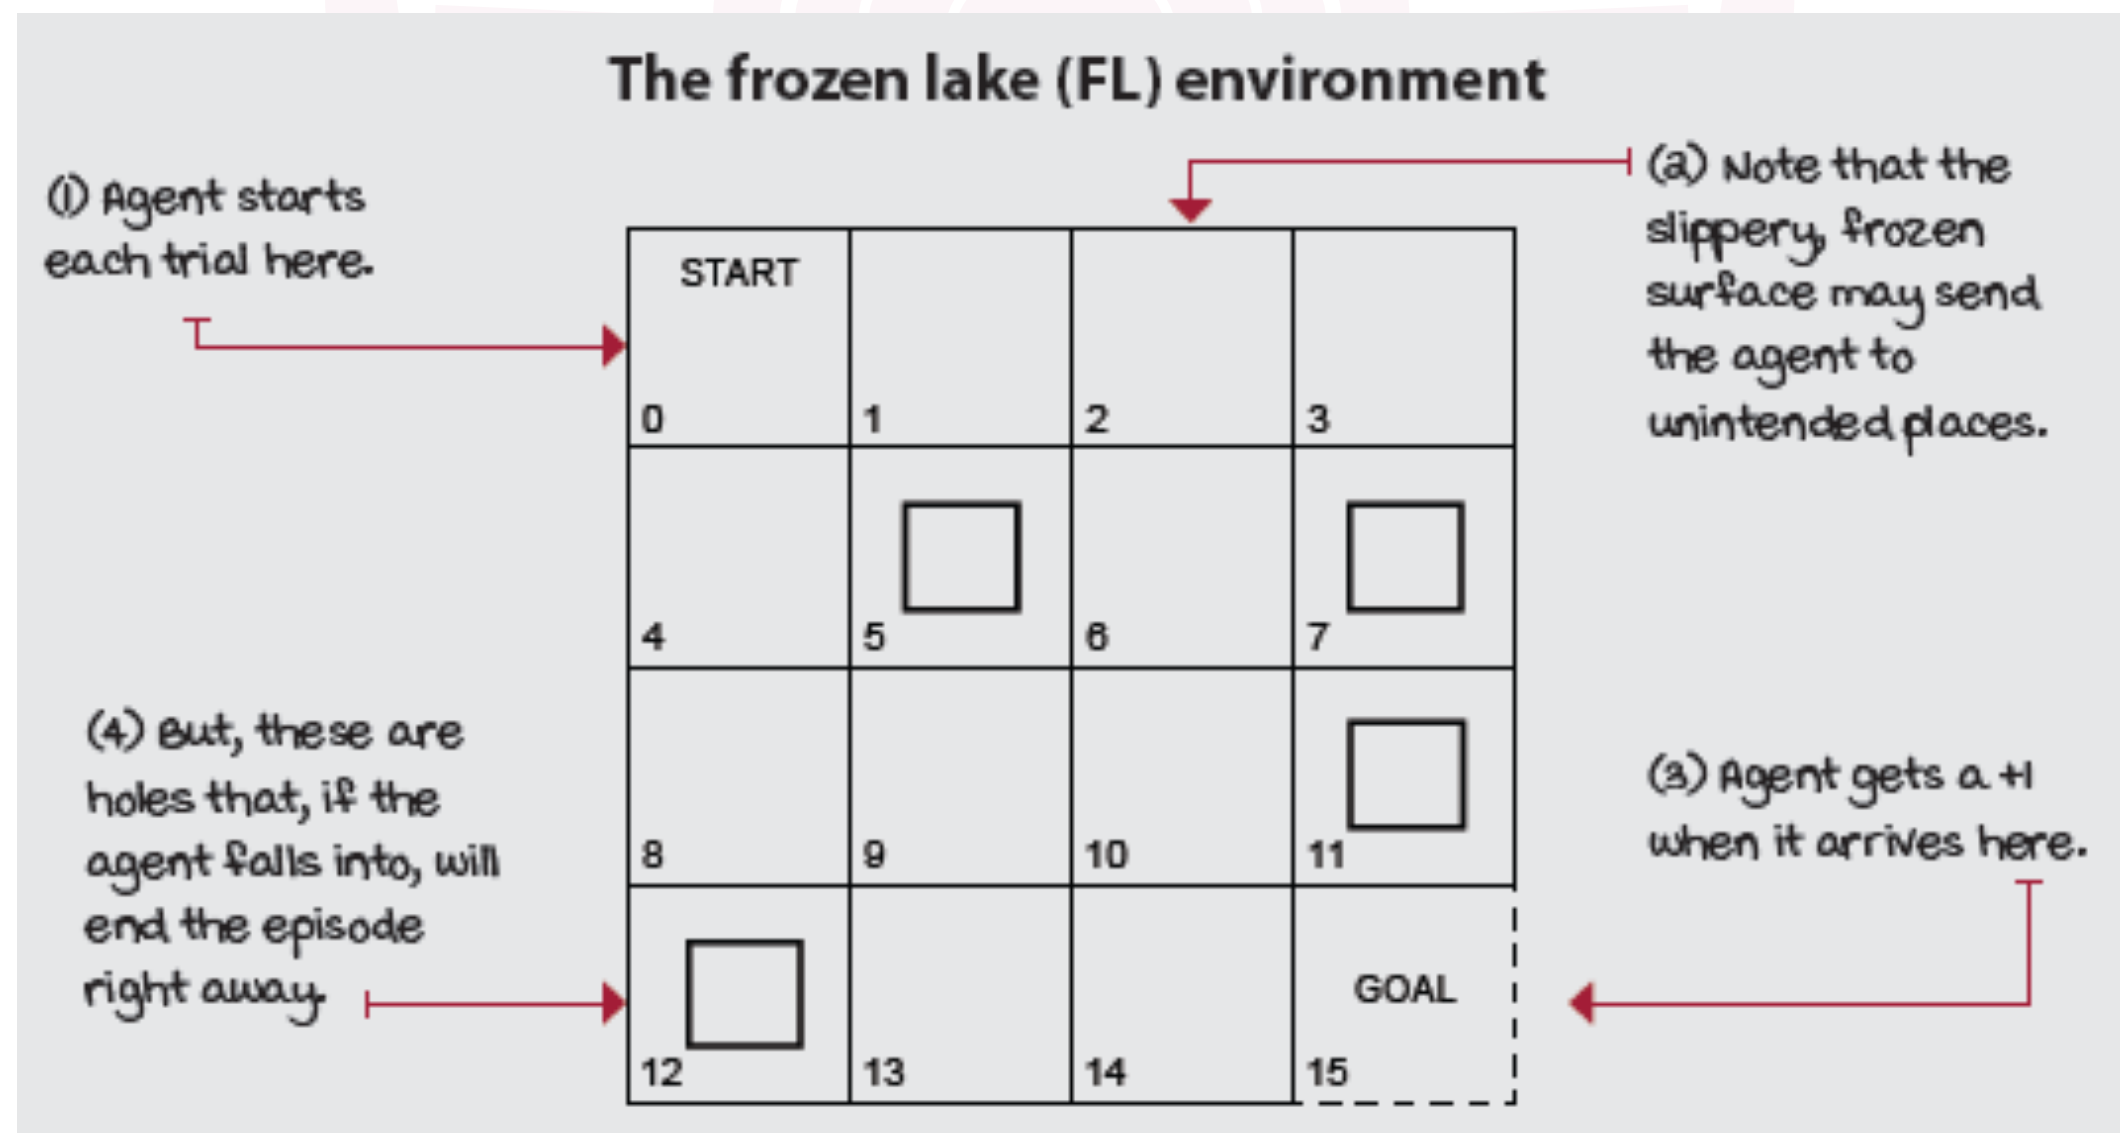 The frozen lake (FL) environment
(1) Agent starts
each trial here.
(2) Note that the
slippery, frozen
surface may send
the agent to
unintended places.
START
0
1
2
3
4
5
6
7
(4) But, these are
holes that, if the
agent falls into, will
end the episode
right away.
8
9
10
11
(3) Agent gets a +1
when it arrives here.
GOAL
12
13
14
15